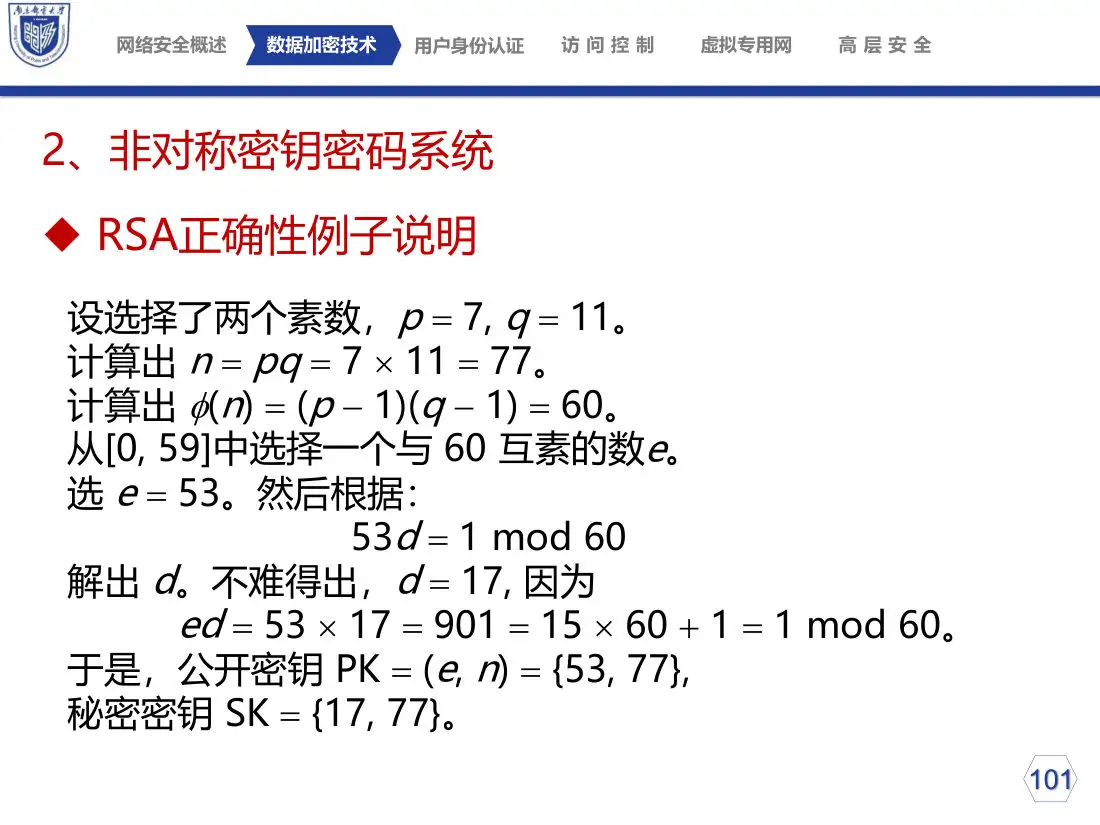 南京邮电大学
网络安全概述 数据加密技术 用户身份认证 访 问 控 制 虚拟专用网 高 层 安 全
2、非对称密钥密码系统
◆ RSA正确性例子说明
设选择了两个素数，p = 7, q = 11。
计算出 n = pq = 7 × 11 = 77。
计算出 ϕ(n) = (p − 1)(q − 1) = 60。
从[0, 59]中选择一个与 60 互素的数e。
选 e = 53。然后根据：
53d = 1 mod 60
解出 d。不难得出，d = 17, 因为
ed = 53 × 17 = 901 = 15 × 60 + 1 = 1 mod 60。
于是，公开密钥 PK = (e, n) = {53, 77},
秘密密钥 SK = {17, 77}。
101